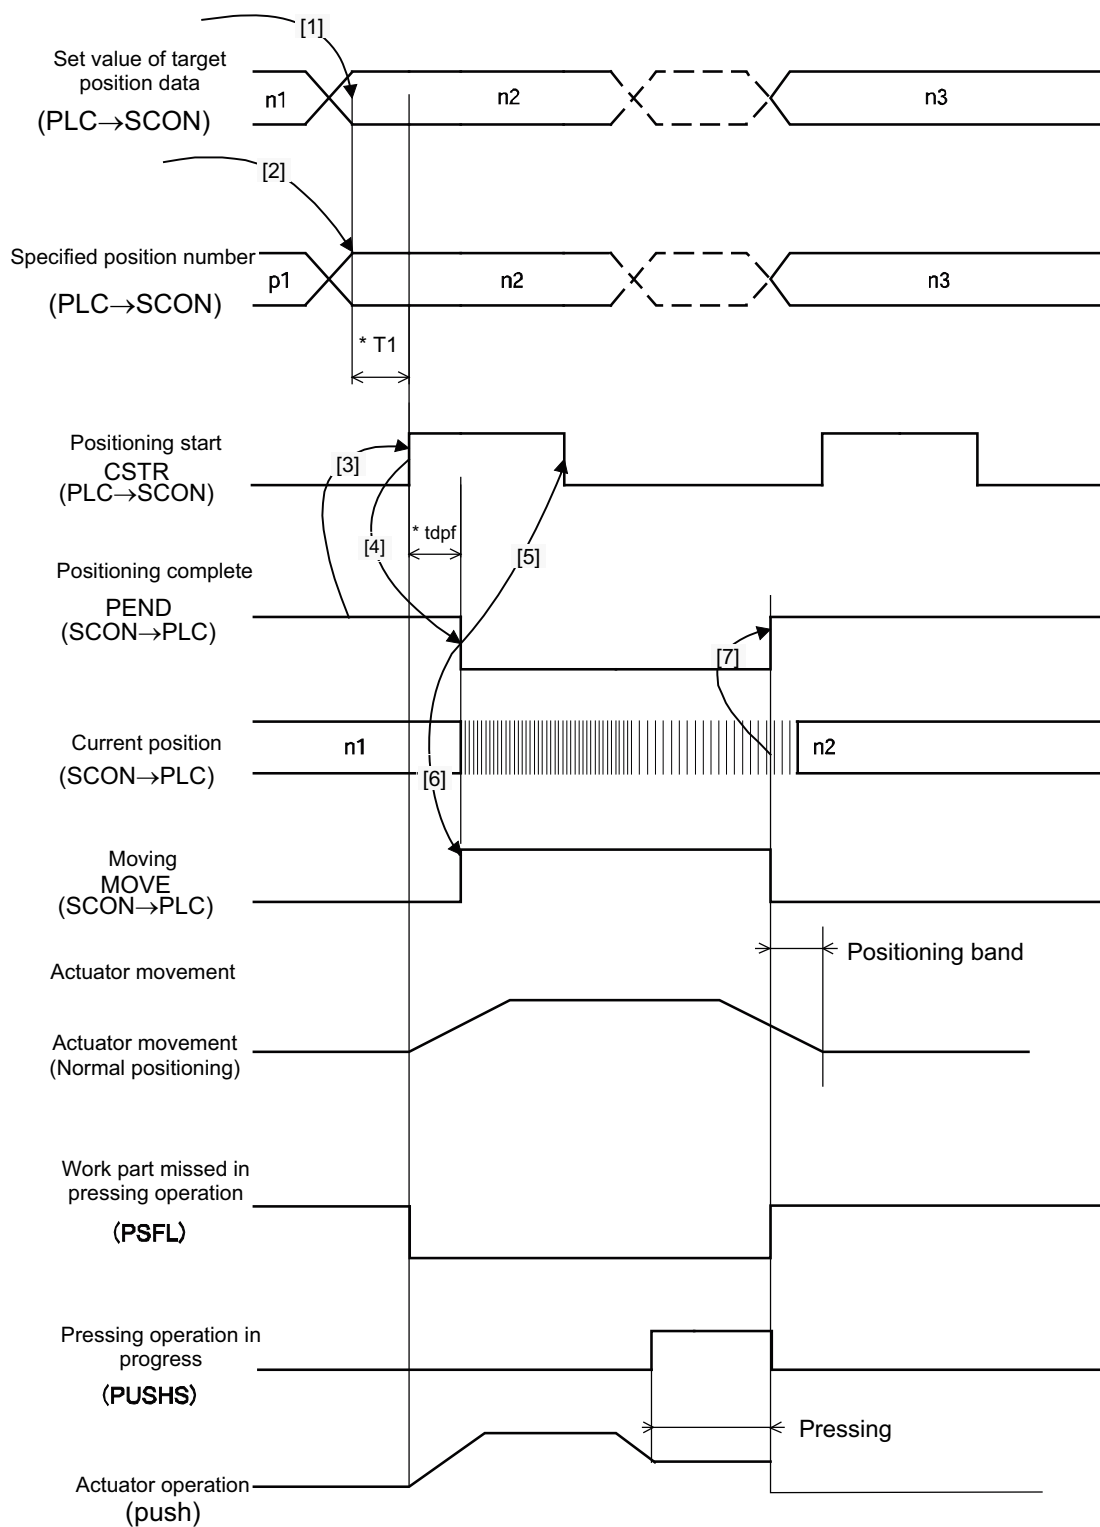 [1]
Set value of target
position data
(PLC→SCON)
n1
n2
n3
[2]
Specified position number
(PLC→SCON)
p1
n2
n3
* T1
Positioning start
CSTR
(PLC→SCON)
[3]
[4]
* tdpf
[5]
Positioning complete
PEND
(SCON→PLC)
[7]
Current position
(SCON→PLC)
n1
n2
[6]
Moving
MOVE
(SCON→PLC)
Positioning band
Actuator movement
Actuator movement
(Normal positioning)
Work part missed in
pressing operation
(PSFL)
Pressing operation in
progress
(PUSHS)
Pressing
Actuator operation
(push)